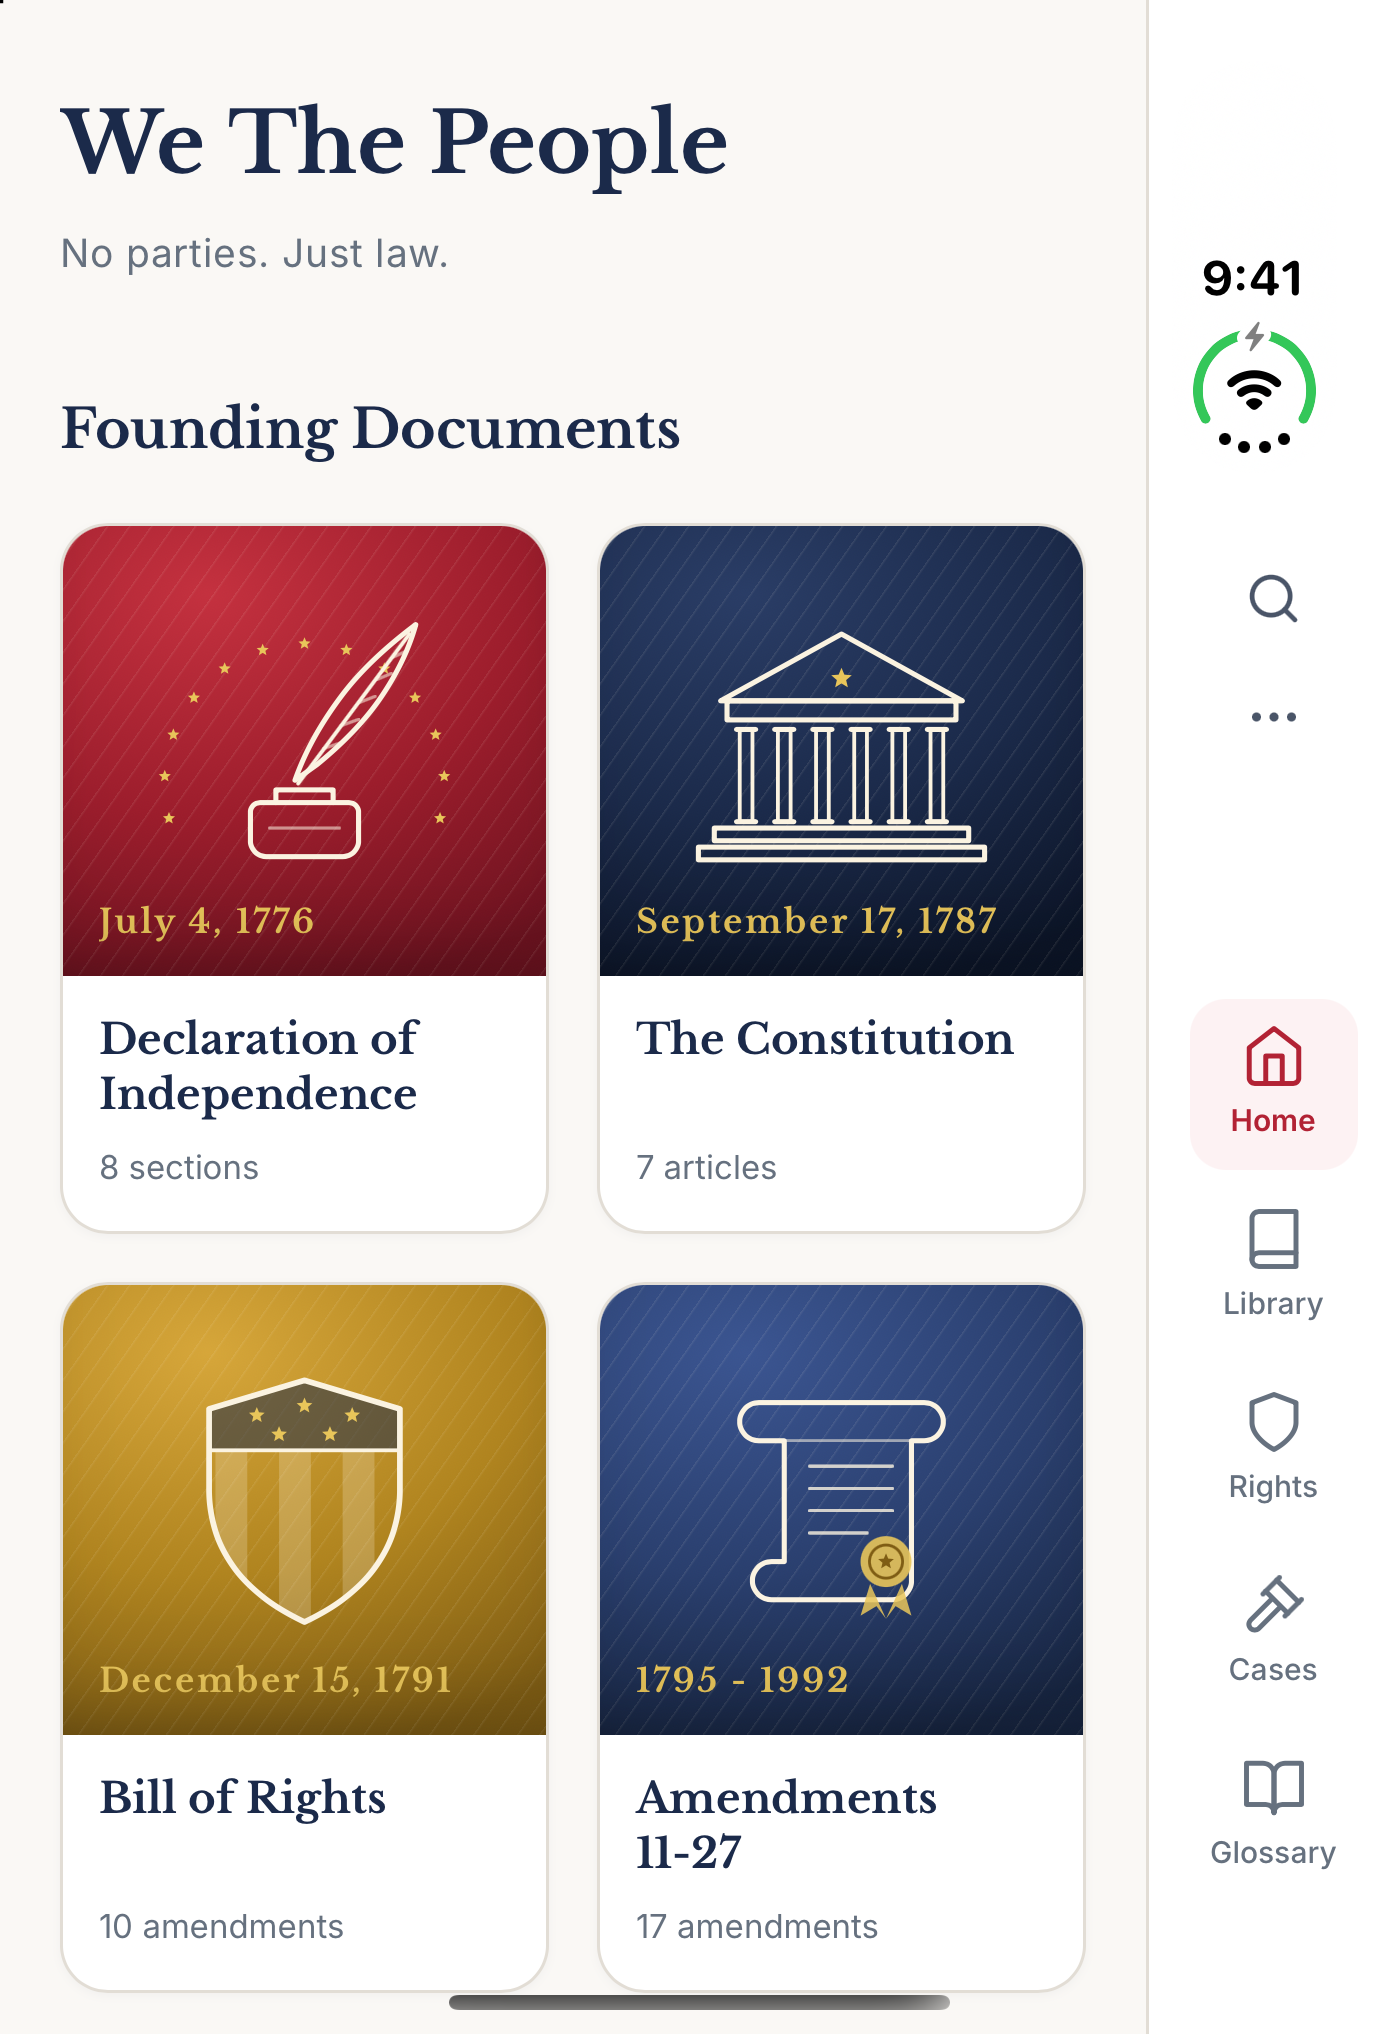 We The People
No parties. Just law.
Founding Documents
July 4, 1776
Declaration of
Independence
8 sections
September 17, 1787
The Constitution
7 articles
December 15, 1791
Bill of Rights
10 amendments
1795 - 1992
Amendments
11-27
17 amendments
9:41
Home
Library
Rights
Cases
Glossary